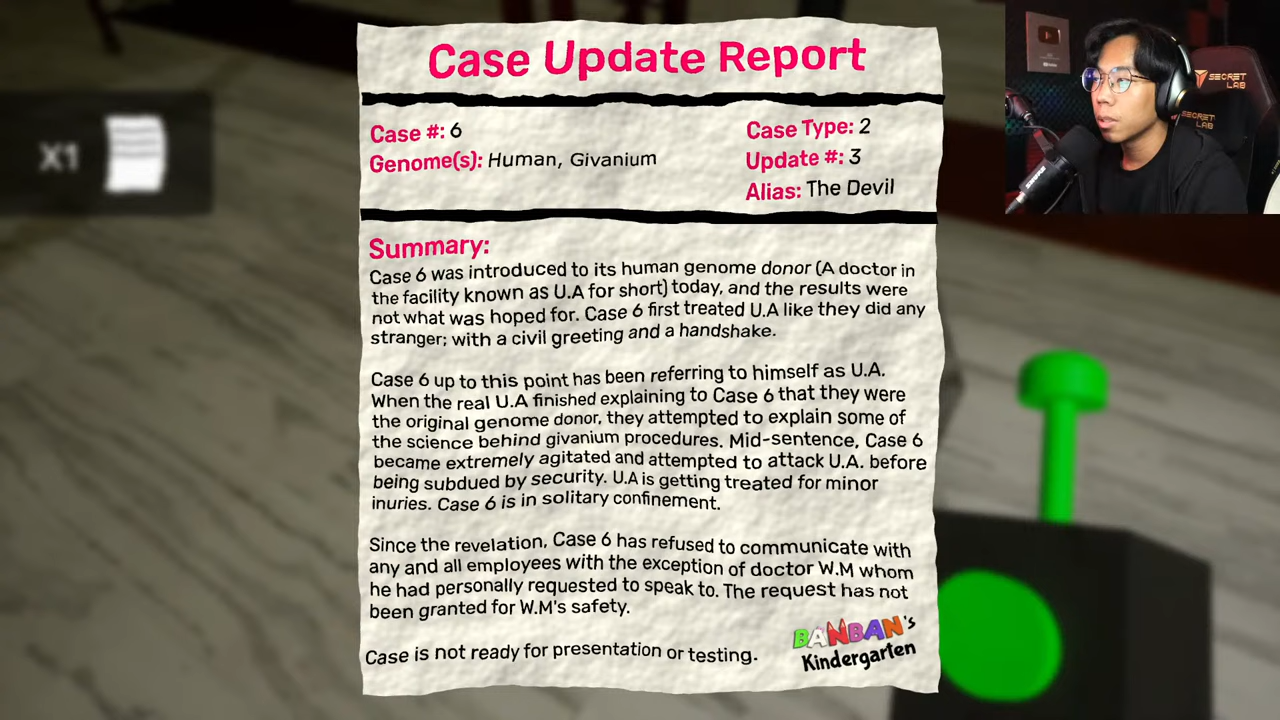 Case Update Report
Case #: 6
Genome(s): Human, Givanium
Case Type: 2
Update #: 3
Alias: The Devil
Summary:
Case 6 was introduced to its human genome donor (A doctor in
the facility known as U.A for short) today, and the results were
not what was hoped for. Case 6 first treated U.A like they did any
stranger; with a civil greeting and a handshake.
Case 6 up to this point has been referring to himself as U.A.
When the real U.A finished explaining to Case 6 that they were
the original genome donor, they attempted to explain some of
the science behind givanium procedures. Mid-sentence, Case 6
became extremely agitated and attempted to attack U.A. before
being subdued by security. U.A is getting treated for minor
inuries. Case 6 is in solitary confinement.
Since the revelation, Case 6 has refused to communicate with
any and all employees with the exception of doctor W.M whom
he had personally requested to speak to. The request has not
been granted for W.M's safety.
Case is not ready for presentation or testing.
BANBAN's
Kindergarten
X1
SECRET
LAB
SECRET
LAB